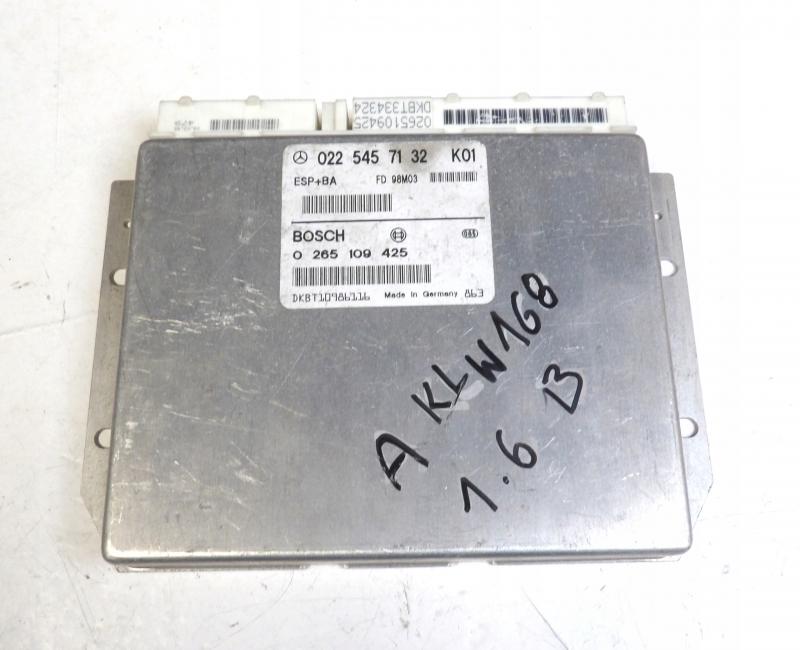 0265109425
DKBT334324
022 545 71 32 K01
ESP+BA FD 98M03
BOSCH
0 265 109 425
DKBT10986116 Made in Germany 863
A KLW168
1.6 B